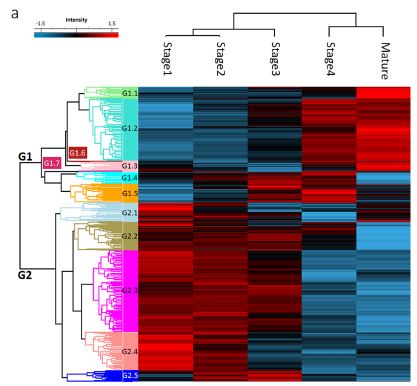 a
Intensity
-1.5 1.5
Stage1 Stage2 Stage3 Stage4 Mature
G1.1
G1.2
G1.6
G1 G1.7
G1.3
G1.4
G1.5
G2.1
G2.2
G2
G2.3
G2.4
G2.5